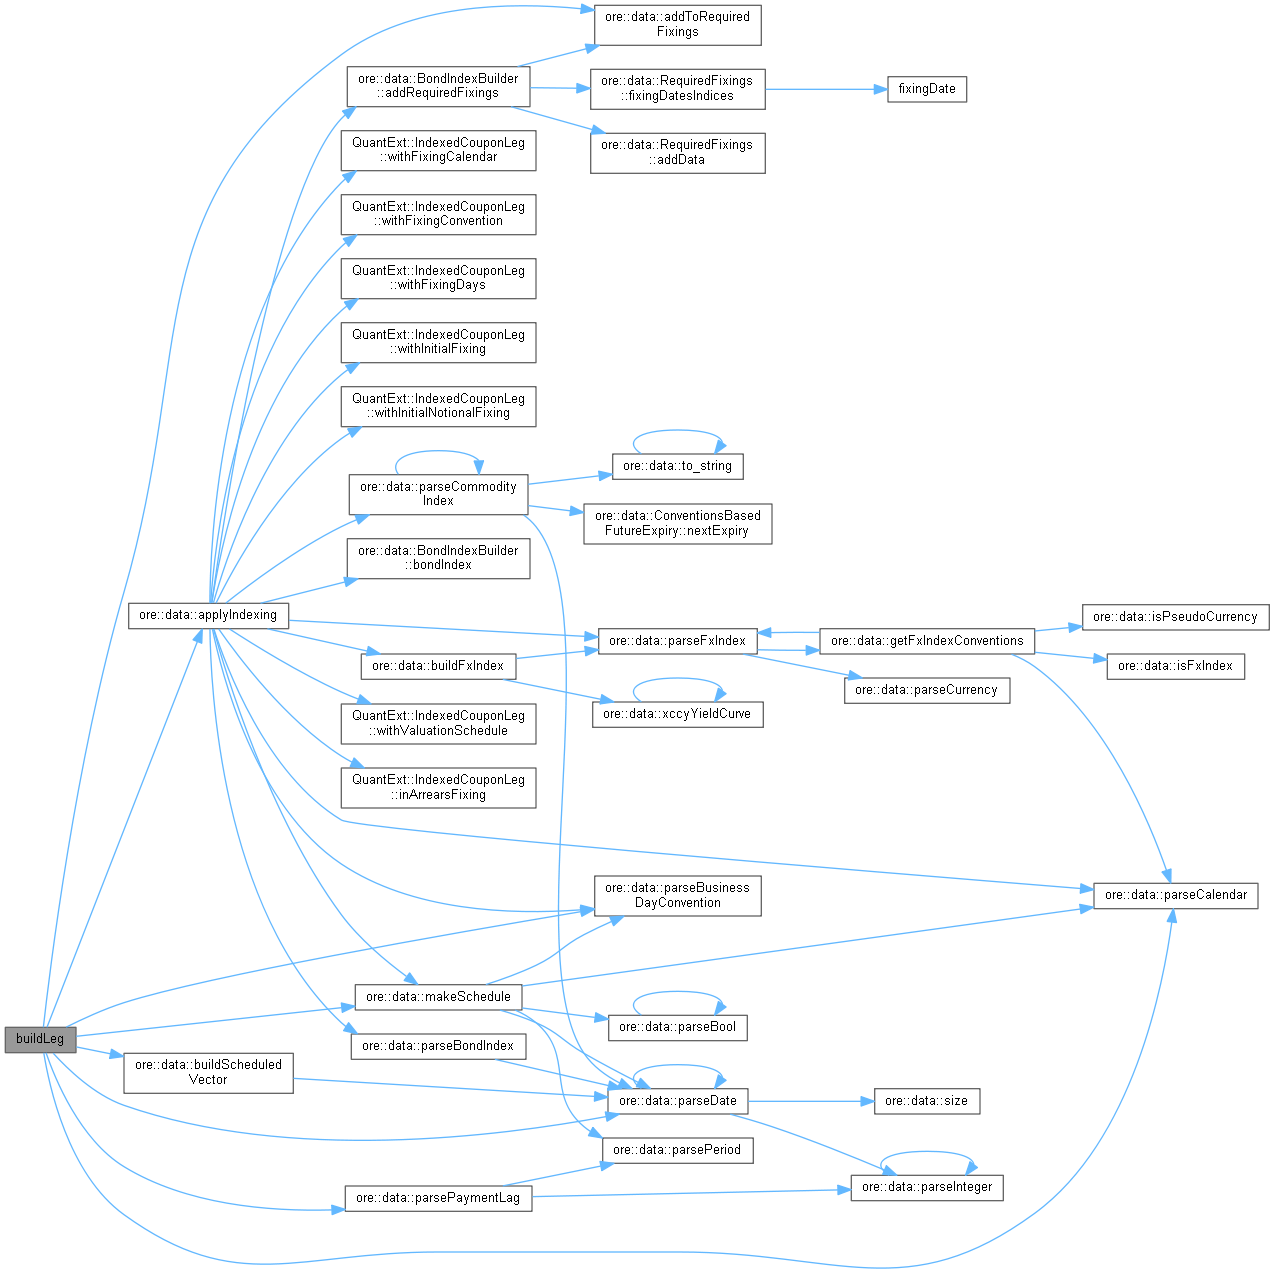 ore::data::addToRequired
Fixings
ore::data::BondIndexBuilder
::addRequiredFixings
ore::data::RequiredFixings
::fixingDatesIndices
fixingDate
QuantExt::IndexedCouponLeg
::withFixingCalendar
ore::data::RequiredFixings
::addData
QuantExt::IndexedCouponLeg
::withFixingConvention
QuantExt::IndexedCouponLeg
::withFixingDays
QuantExt::IndexedCouponLeg
::withInitialFixing
QuantExt::IndexedCouponLeg
::withInitialNotionalFixing
ore::data::to_string
ore::data::parseCommodity
Index
ore::data::ConventionsBased
FutureExpiry::nextExpiry
ore::data::BondIndexBuilder
::bondIndex
ore::data::applyIndexing
ore::data::isPseudoCurrency
ore::data::parseFxIndex
ore::data::getFxIndexConventions
ore::data::buildFxIndex
ore::data::isFxIndex
ore::data::parseCurrency
QuantExt::IndexedCouponLeg
::withValuationSchedule
ore::data::xccyYieldCurve
QuantExt::IndexedCouponLeg
::inArrearsFixing
ore::data::parseBusiness
DayConvention
ore::data::parseCalendar
ore::data::makeSchedule
ore::data::parseBool
buildLeg
ore::data::parseBondIndex
ore::data::buildScheduled
Vector
ore::data::parseDate
ore::data::size
ore::data::parsePeriod
ore::data::parseInteger
ore::data::parsePaymentLag